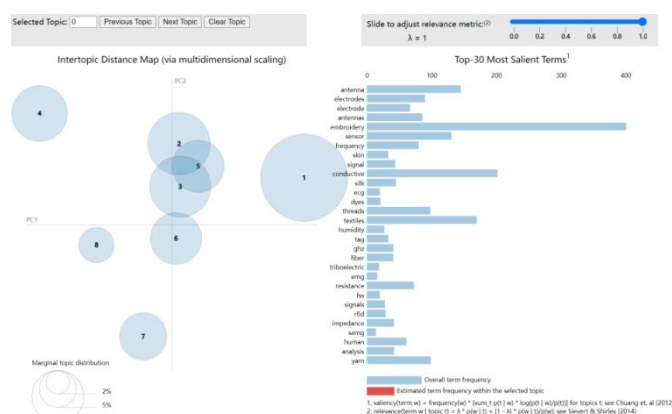 Selected Topic: 0 Previous Topic Next Topic Clear Topic
Slide to adjust relevance metric:(2)
λ = 1
0.0 0.2 0.4 0.6 0.8 1.0
Intertopic Distance Map (via multidimensional scaling)
PC2
PC1
4
2
5
1
3
6
8
7
Marginal topic distribution
2%
5%
Top-30 Most Salient Terms1
0 100 200 300 400
antenna
electrodes
electrode
antennas
embroidery
sensor
frequency
skin
signal
conductive
silk
ecg
dyes
threads
textiles
humidity
tag
ghz
fiber
triboelectric
emg
resistance
fss
signals
rfid
impedance
semg
human
analysis
yarn
Overall term frequency
Estimated term frequency within the selected topic
1. saliency(term w) = frequency(w) * [sum_t p(t | w) * log(p(t | w)/p(t))] for topics t; see Chuang et. al (2012)
2. relevance(term w | topic t) = λ * p(w | t) + (1 - λ) * p(w | t)/p(w); see Sievert & Shirley (2014)